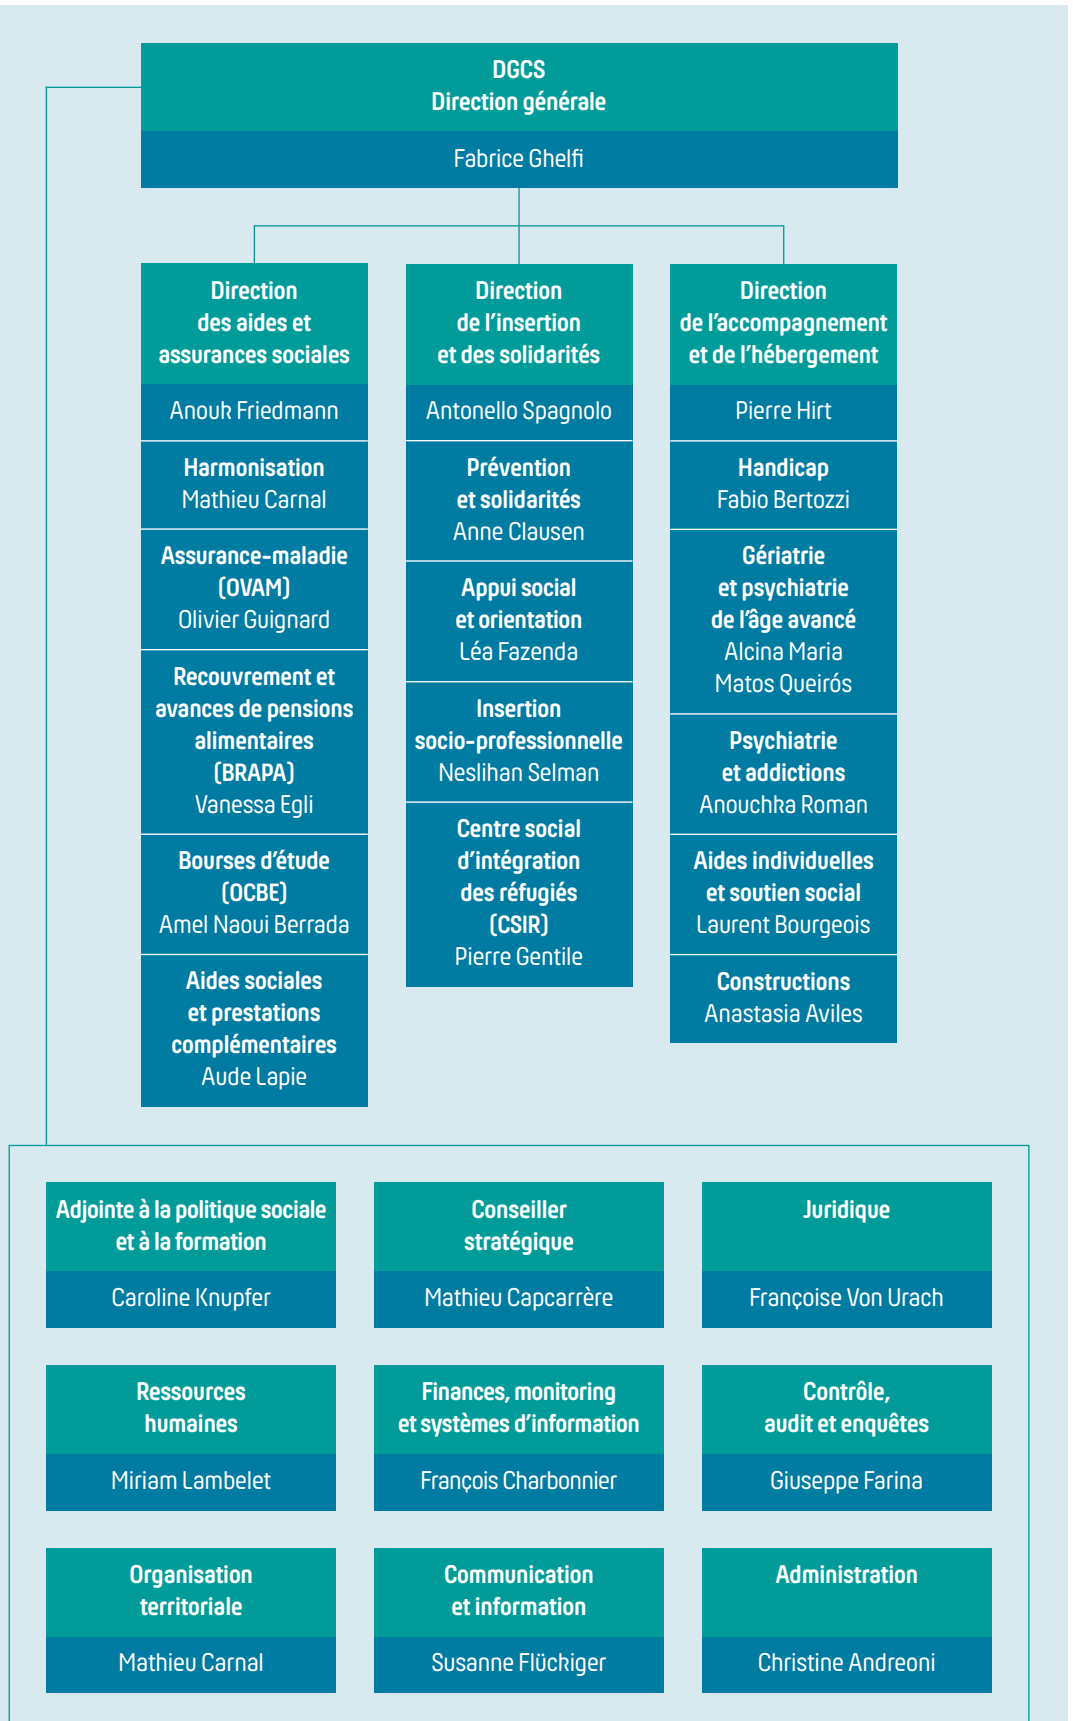 DGCS
Direction générale
Fabrice Ghelfi
Direction
des aides et
assurances sociales
Anouk Friedmann
Harmonisation
Mathieu Carnal
Assurance-maladie
(OVAM)
Olivier Guignard
Recouvrement et
avances de pensions
alimentaires
(BRAPA)
Vanessa Egli
Bourses d'étude
(OCBE)
Amel Naoui Berrada
Aides sociales
et prestations
complémentaires
Aude Lapie
Direction
de l'insertion
et des solidarités
Antonello Spagnolo
Prévention
et solidarités
Anne Clausen
Appui social
et orientation
Léa Fazenda
Insertion
socio-professionnelle
Neslihan Selman
Centre social
d'intégration
des réfugiés
(CSIR)
Pierre Gentile
Direction
de l'accompagnement
et de l'hébergement
Pierre Hirt
Handicap
Fabio Bertozzi
Gériatrie
et psychiatrie
de l'âge avancé
Alcina Maria
Matos Queirós
Psychiatrie
et addictions
Anouchka Roman
Aides individuelles
et soutien social
Laurent Bourgeois
Constructions
Anastasia Aviles
Adjointe à la politique sociale
et à la formation
Caroline Knupfer
Conseiller
stratégique
Mathieu Capcarrère
Juridique
Françoise Von Urach
Ressources
humaines
Miriam Lambelet
Finances, monitoring
et systèmes d'information
François Charbonnier
Contrôle,
audit et enquêtes
Giuseppe Farina
Organisation
territoriale
Mathieu Carnal
Communication
et information
Susanne Flückiger
Administration
Christine Andreoni